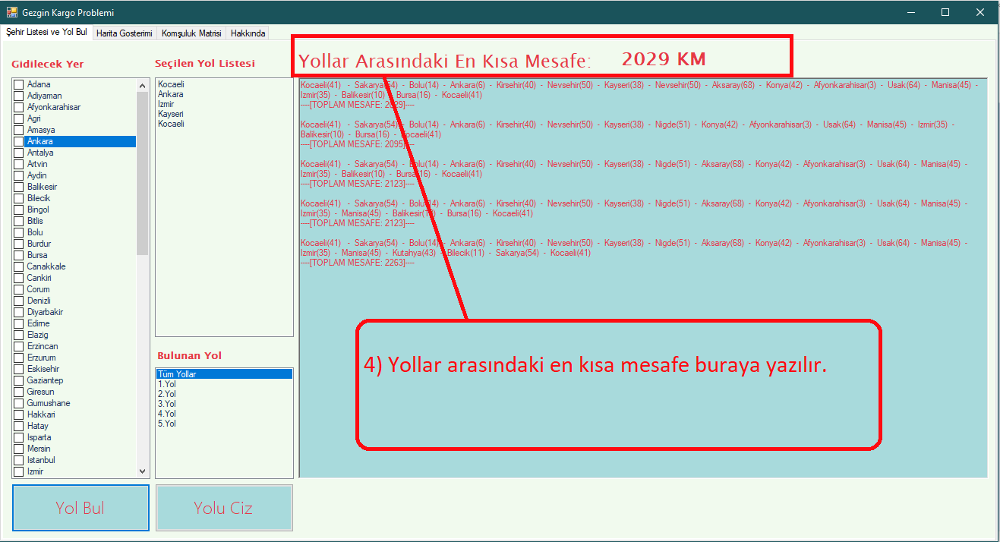 Gezgin Kargo Problemi
Şehir Listesi ve Yol Bul
Harita Gosterimi
Komşuluk Matrisi
Hakkında
Gidilecek Yer
Adana
Adiyaman
Afyonkarahisar
Agri
Amasya
Ankara
Antalya
Artvin
Aydin
Balikesir
Bilecik
Bingol
Bitlis
Bolu
Burdur
Bursa
Canakkale
Cankiri
Corum
Denizli
Diyarbakir
Edirne
Elazig
Erzincan
Erzurum
Eskisehir
Gaziantep
Giresun
Gumushane
Hakkari
Hatay
Isparta
Mersin
Istanbul
Izmir
Yol Bul
Seçilen Yol Listesi
Kocaeli
Ankara
Izmir
Kayseri
Kocaeli
Bulunan Yol
Tüm Yollar
1.Yol
2.Yol
3.Yol
4.Yol
5.Yol
Yolu Ciz
Yollar Arasındaki En Kısa Mesafe: 2029 KM
Kocaeli(41) - Sakarya(54) - Bolu(14) - Ankara(6) - Kirsehir(40) - Nevsehir(50) - Kayseri(38) - Nevsehir(50) - Aksaray(68) - Konya(42) - Afyonkarahisar(3) - Usak(64) - Manisa(45) -
Izmir(35) - Balikesir(10) - Bursa(16) - Kocaeli(41)
----[TOPLAM MESAFE: 2029]----
Kocaeli(41) - Sakarya(54) - Bolu(14) - Ankara(6) - Kirsehir(40) - Nevsehir(50) - Kayseri(38) - Nigde(51) - Konya(42) - Afyonkarahisar(3) - Usak(64) - Manisa(45) - Izmir(35) -
Balikesir(10) - Bursa(16) - Kocaeli(41)
----[TOPLAM MESAFE: 2095]----
Kocaeli(41) - Sakarya(54) - Bolu(14) - Ankara(6) - Kirsehir(40) - Nevsehir(50) - Kayseri(38) - Nigde(51) - Aksaray(68) - Konya(42) - Afyonkarahisar(3) - Usak(64) - Manisa(45) -
Izmir(35) - Balikesir(10) - Bursa(16) - Kocaeli(41)
----[TOPLAM MESAFE: 2123]----
Kocaeli(41) - Sakarya(54) - Bolu(14) - Ankara(6) - Kirsehir(40) - Nevsehir(50) - Kayseri(38) - Nigde(51) - Aksaray(68) - Konya(42) - Afyonkarahisar(3) - Usak(64) - Manisa(45) -
Izmir(35) - Manisa(45) - Balikesir(10) - Bursa(16) - Kocaeli(41)
----[TOPLAM MESAFE: 2123]----
Kocaeli(41) - Sakarya(54) - Bolu(14) - Ankara(6) - Kirsehir(40) - Nevsehir(50) - Kayseri(38) - Nigde(51) - Aksaray(68) - Konya(42) - Afyonkarahisar(3) - Usak(64) - Manisa(45) -
Izmir(35) - Manisa(45) - Kutahya(43) - Bilecik(11) - Sakarya(54) - Kocaeli(41)
----[TOPLAM MESAFE: 2263]----
4) Yollar arasındaki en kısa mesafe buraya yazılır.